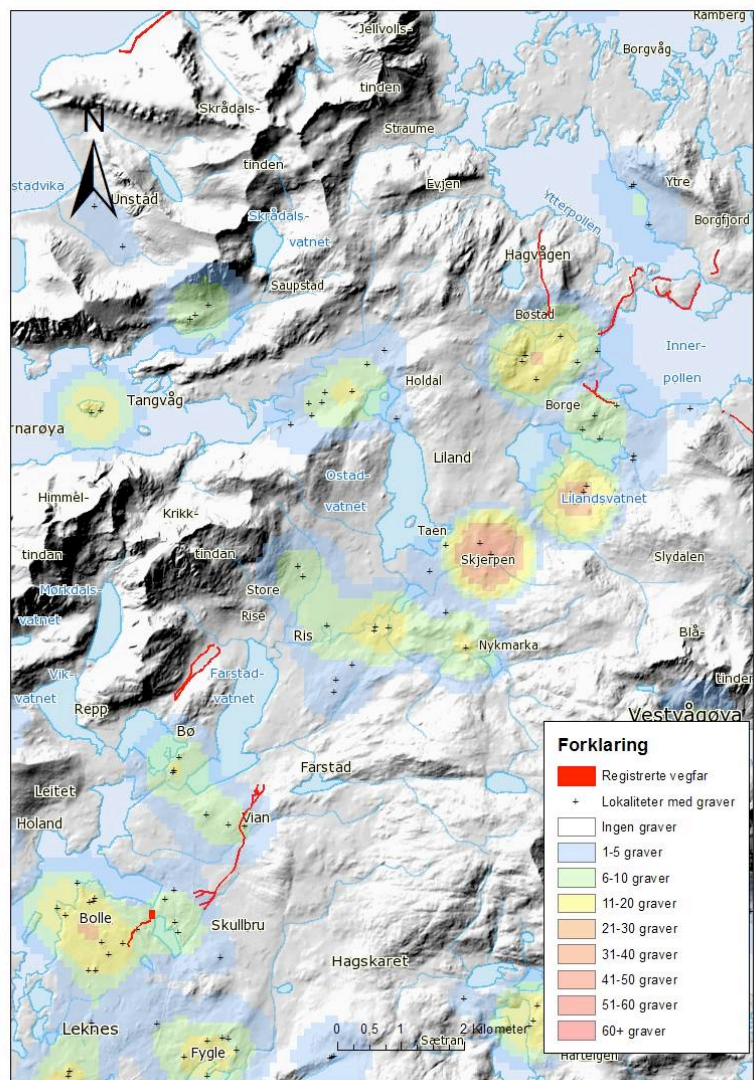 Ramberg
Borgvåg
Jellvolls-
tinden
Skrådals-
tinden
Straume
N
Evjen
Ytre
Borgfjord
stadvika
Unstad
Ytterpollen
Skrådals-
vatnet
Hagvågen
Saupstad
Bøstad
Inner-
pollen
Holdal
Tangvåg
rnarøya
Borge
Liland
Ostad-
vatnet
Himmel-
tindan
Krikk-
tindan
Lilandsvatnet
Taen
Skjerpen
Slydalen
Mørkdals-
vatnet
Store
Rise
Ris
Nykmarka
Blå-
tinden
Vik-
vatnet
Farstad-
vatnet
Repp
Vestvågøya
Bø
Farstad
Leitet
Holand
Vian
Bolle
Skullbru
Hagskaret
Leknes
Fygle
Sætran
Harteigen
0 0,5 1 2 Kilometer
Forklaring
Registrerte vegfar
Lokaliteter med graver
Ingen graver
1-5 graver
6-10 graver
11-20 graver
21-30 graver
31-40 graver
41-50 graver
51-60 graver
60+ graver